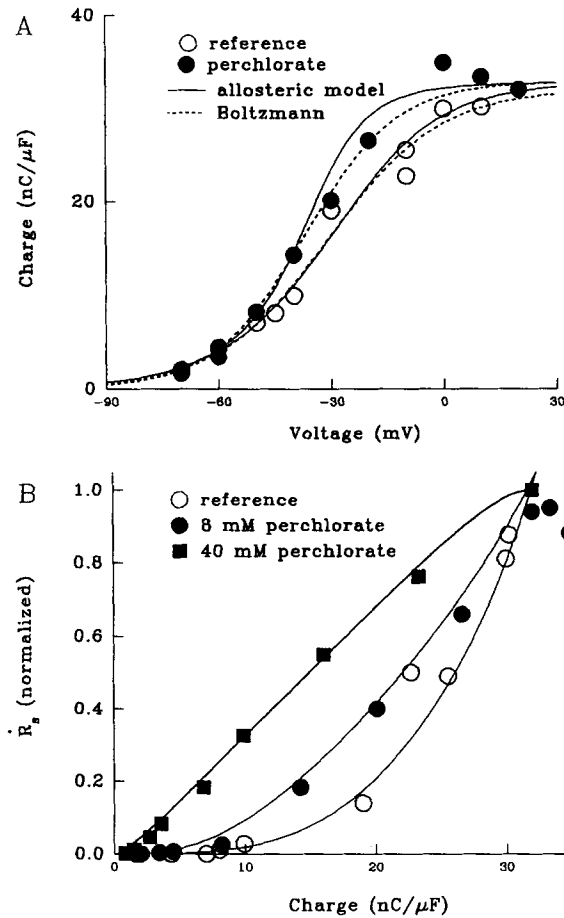 A
40
20
0
Charge (nC/μF)
reference
perchlorate
allosteric model
Boltzmann
-90
-60
-30
0
30
Voltage (mV)
B
1.0
0.8
0.6
0.4
0.2
0.0
Ṙs (normalized)
reference
8 mM perchlorate
40 mM perchlorate
0
10
20
30
Charge (nC/μF)